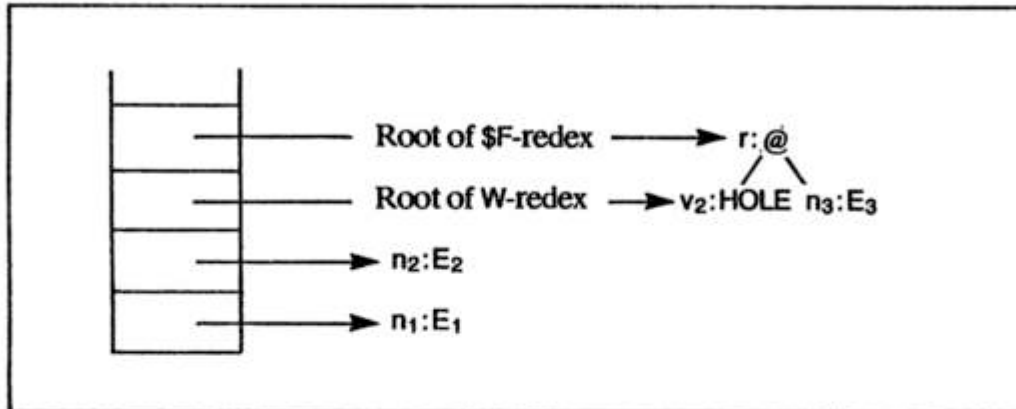 Root of $F-redex r:@
Root of W-redex v₂:HOLE n₃:E₃
n₂:E₂
n₁:E₁